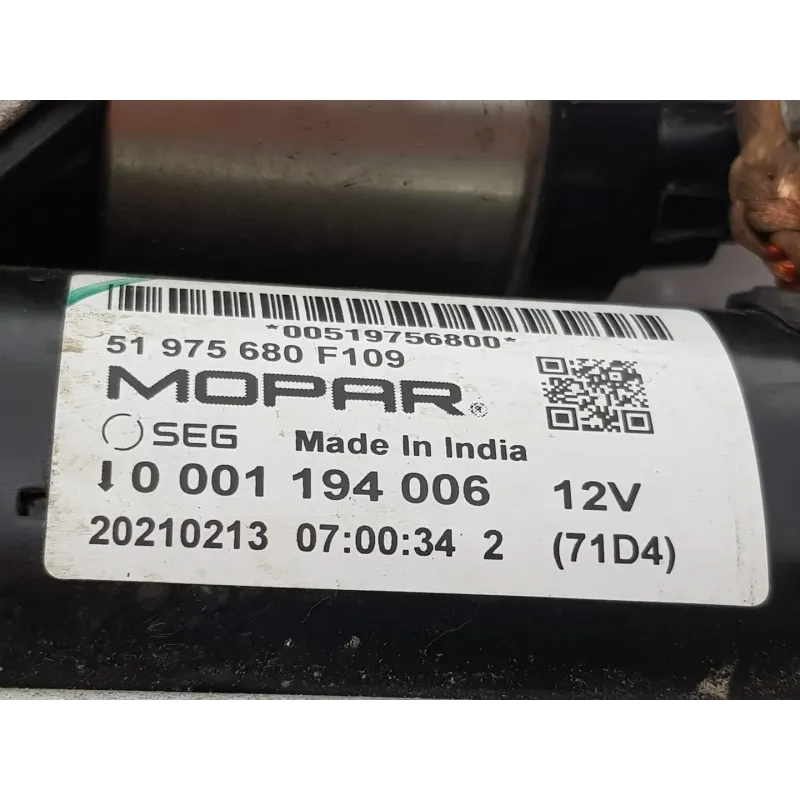 *00519756800*
51 975 680 F109
MOPAR®
SEG Made In India
0 001 194 006 12V
20210213 07:00:34 2 (71D4)